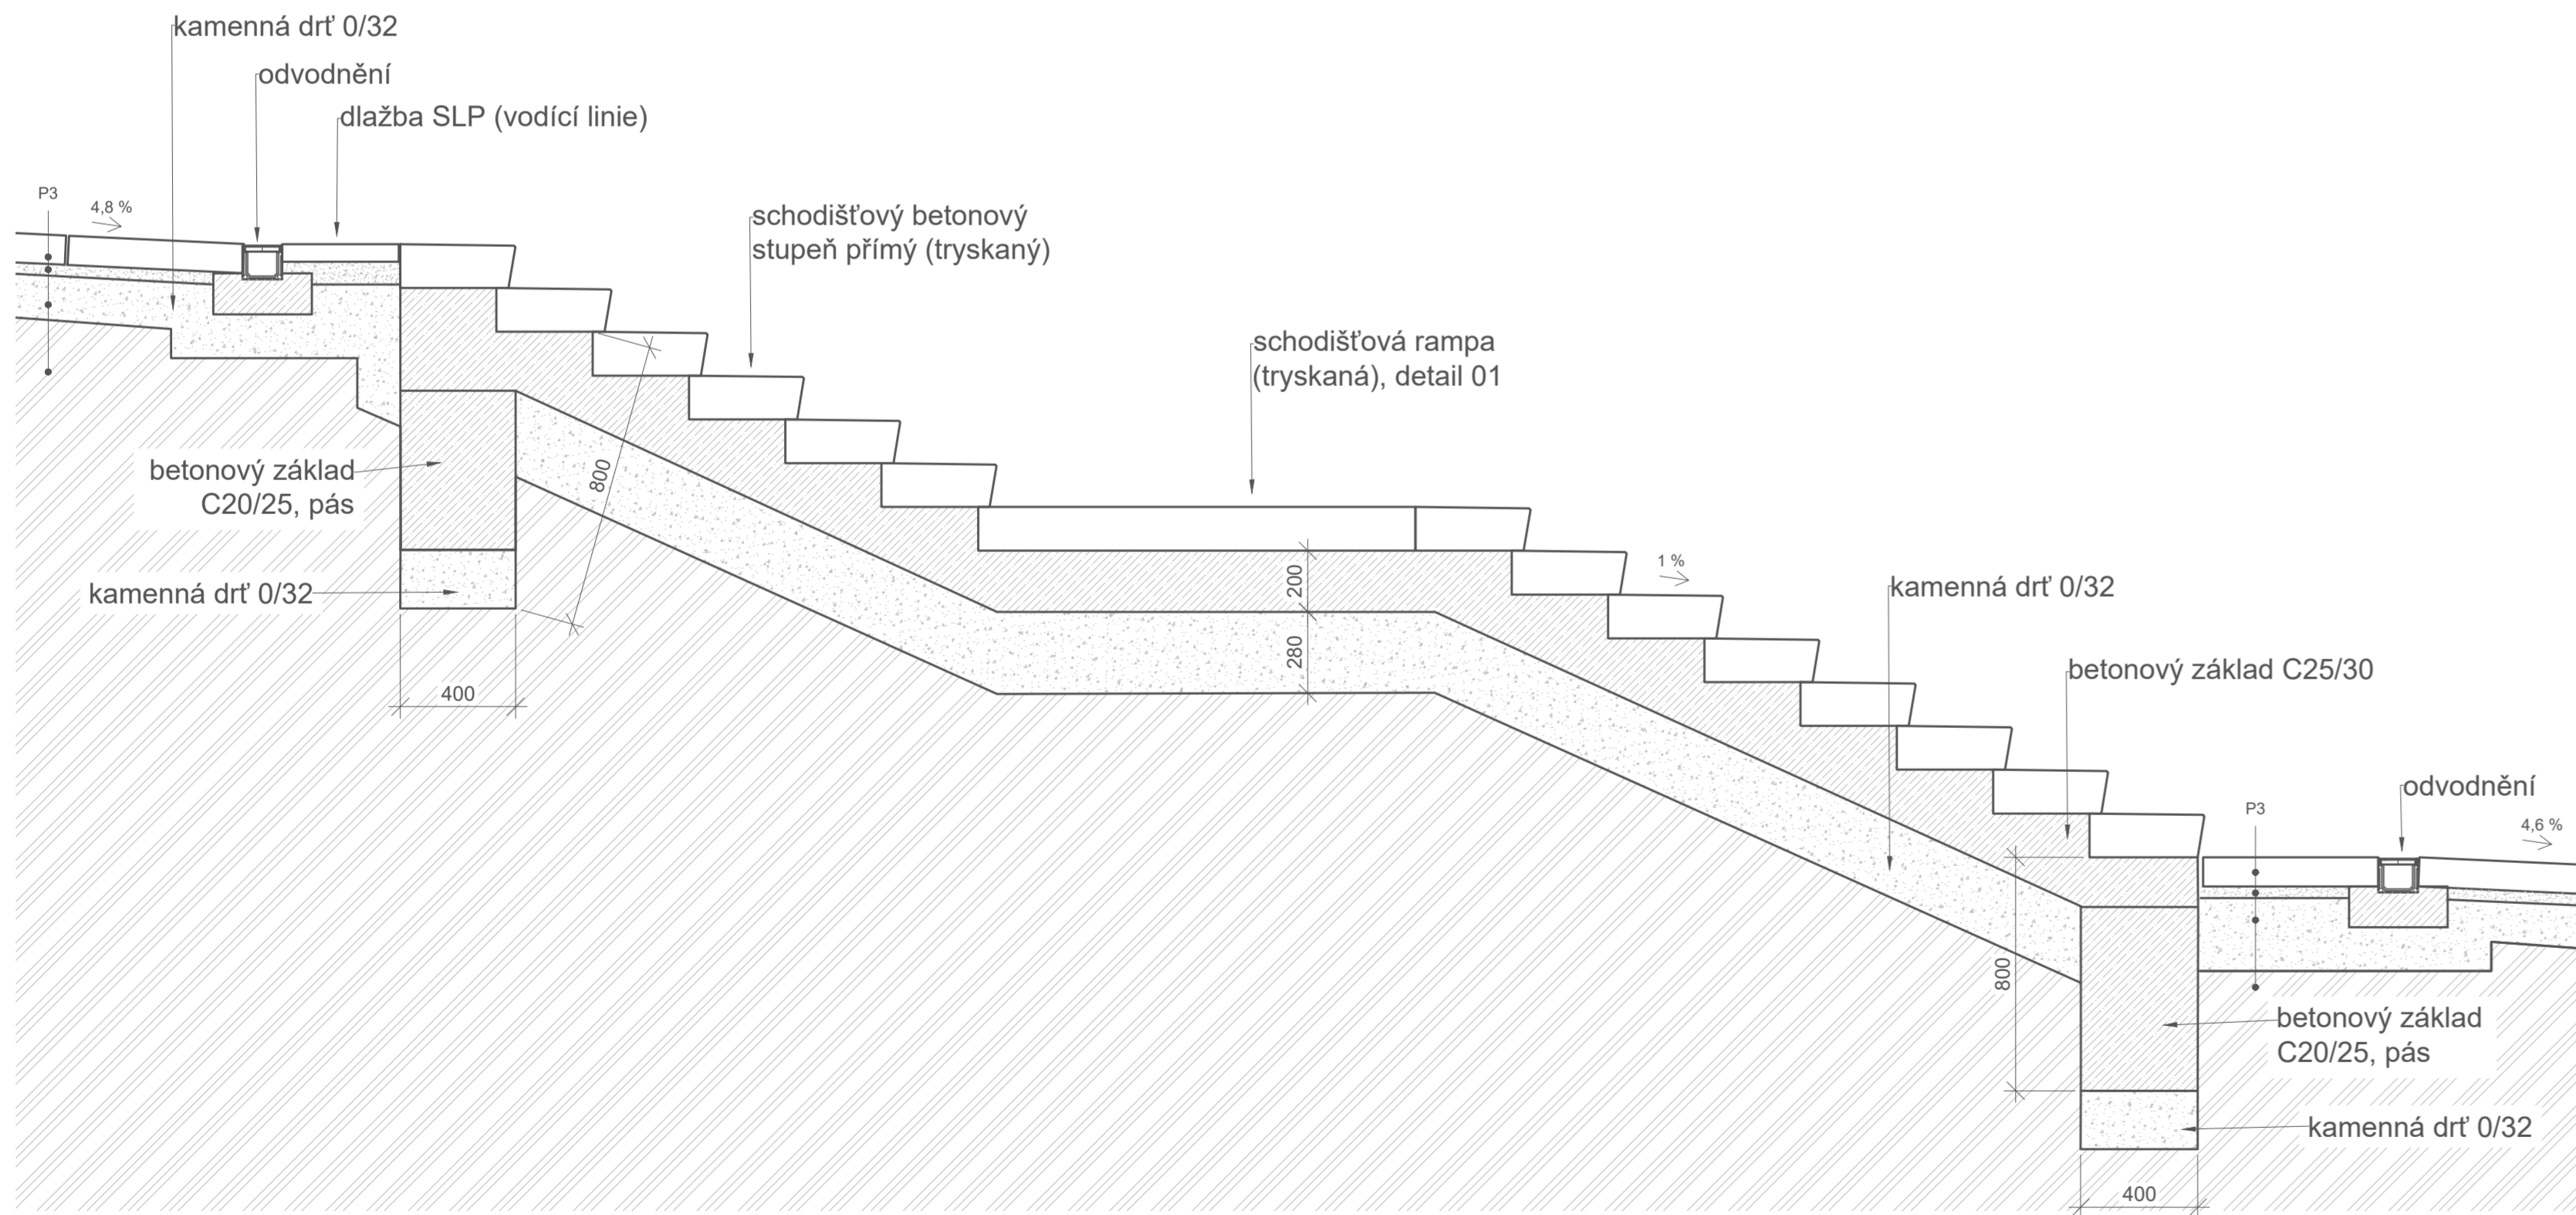 kamenná drť 0/32
odvodnění
dlažba SLP (vodící linie)
P3
4,8 %
schodišťový betonový
stupeň přímý (tryskaný)
schodišťová rampa
(tryskaná), detail 01
800
betonový základ
C20/25, pás
kamenná drť 0/32
400
200
280
1 %
kamenná drť 0/32
betonový základ C25/30
odvodnění
P3
4,6 %
800
betonový základ
C20/25, pás
kamenná drť 0/32
400